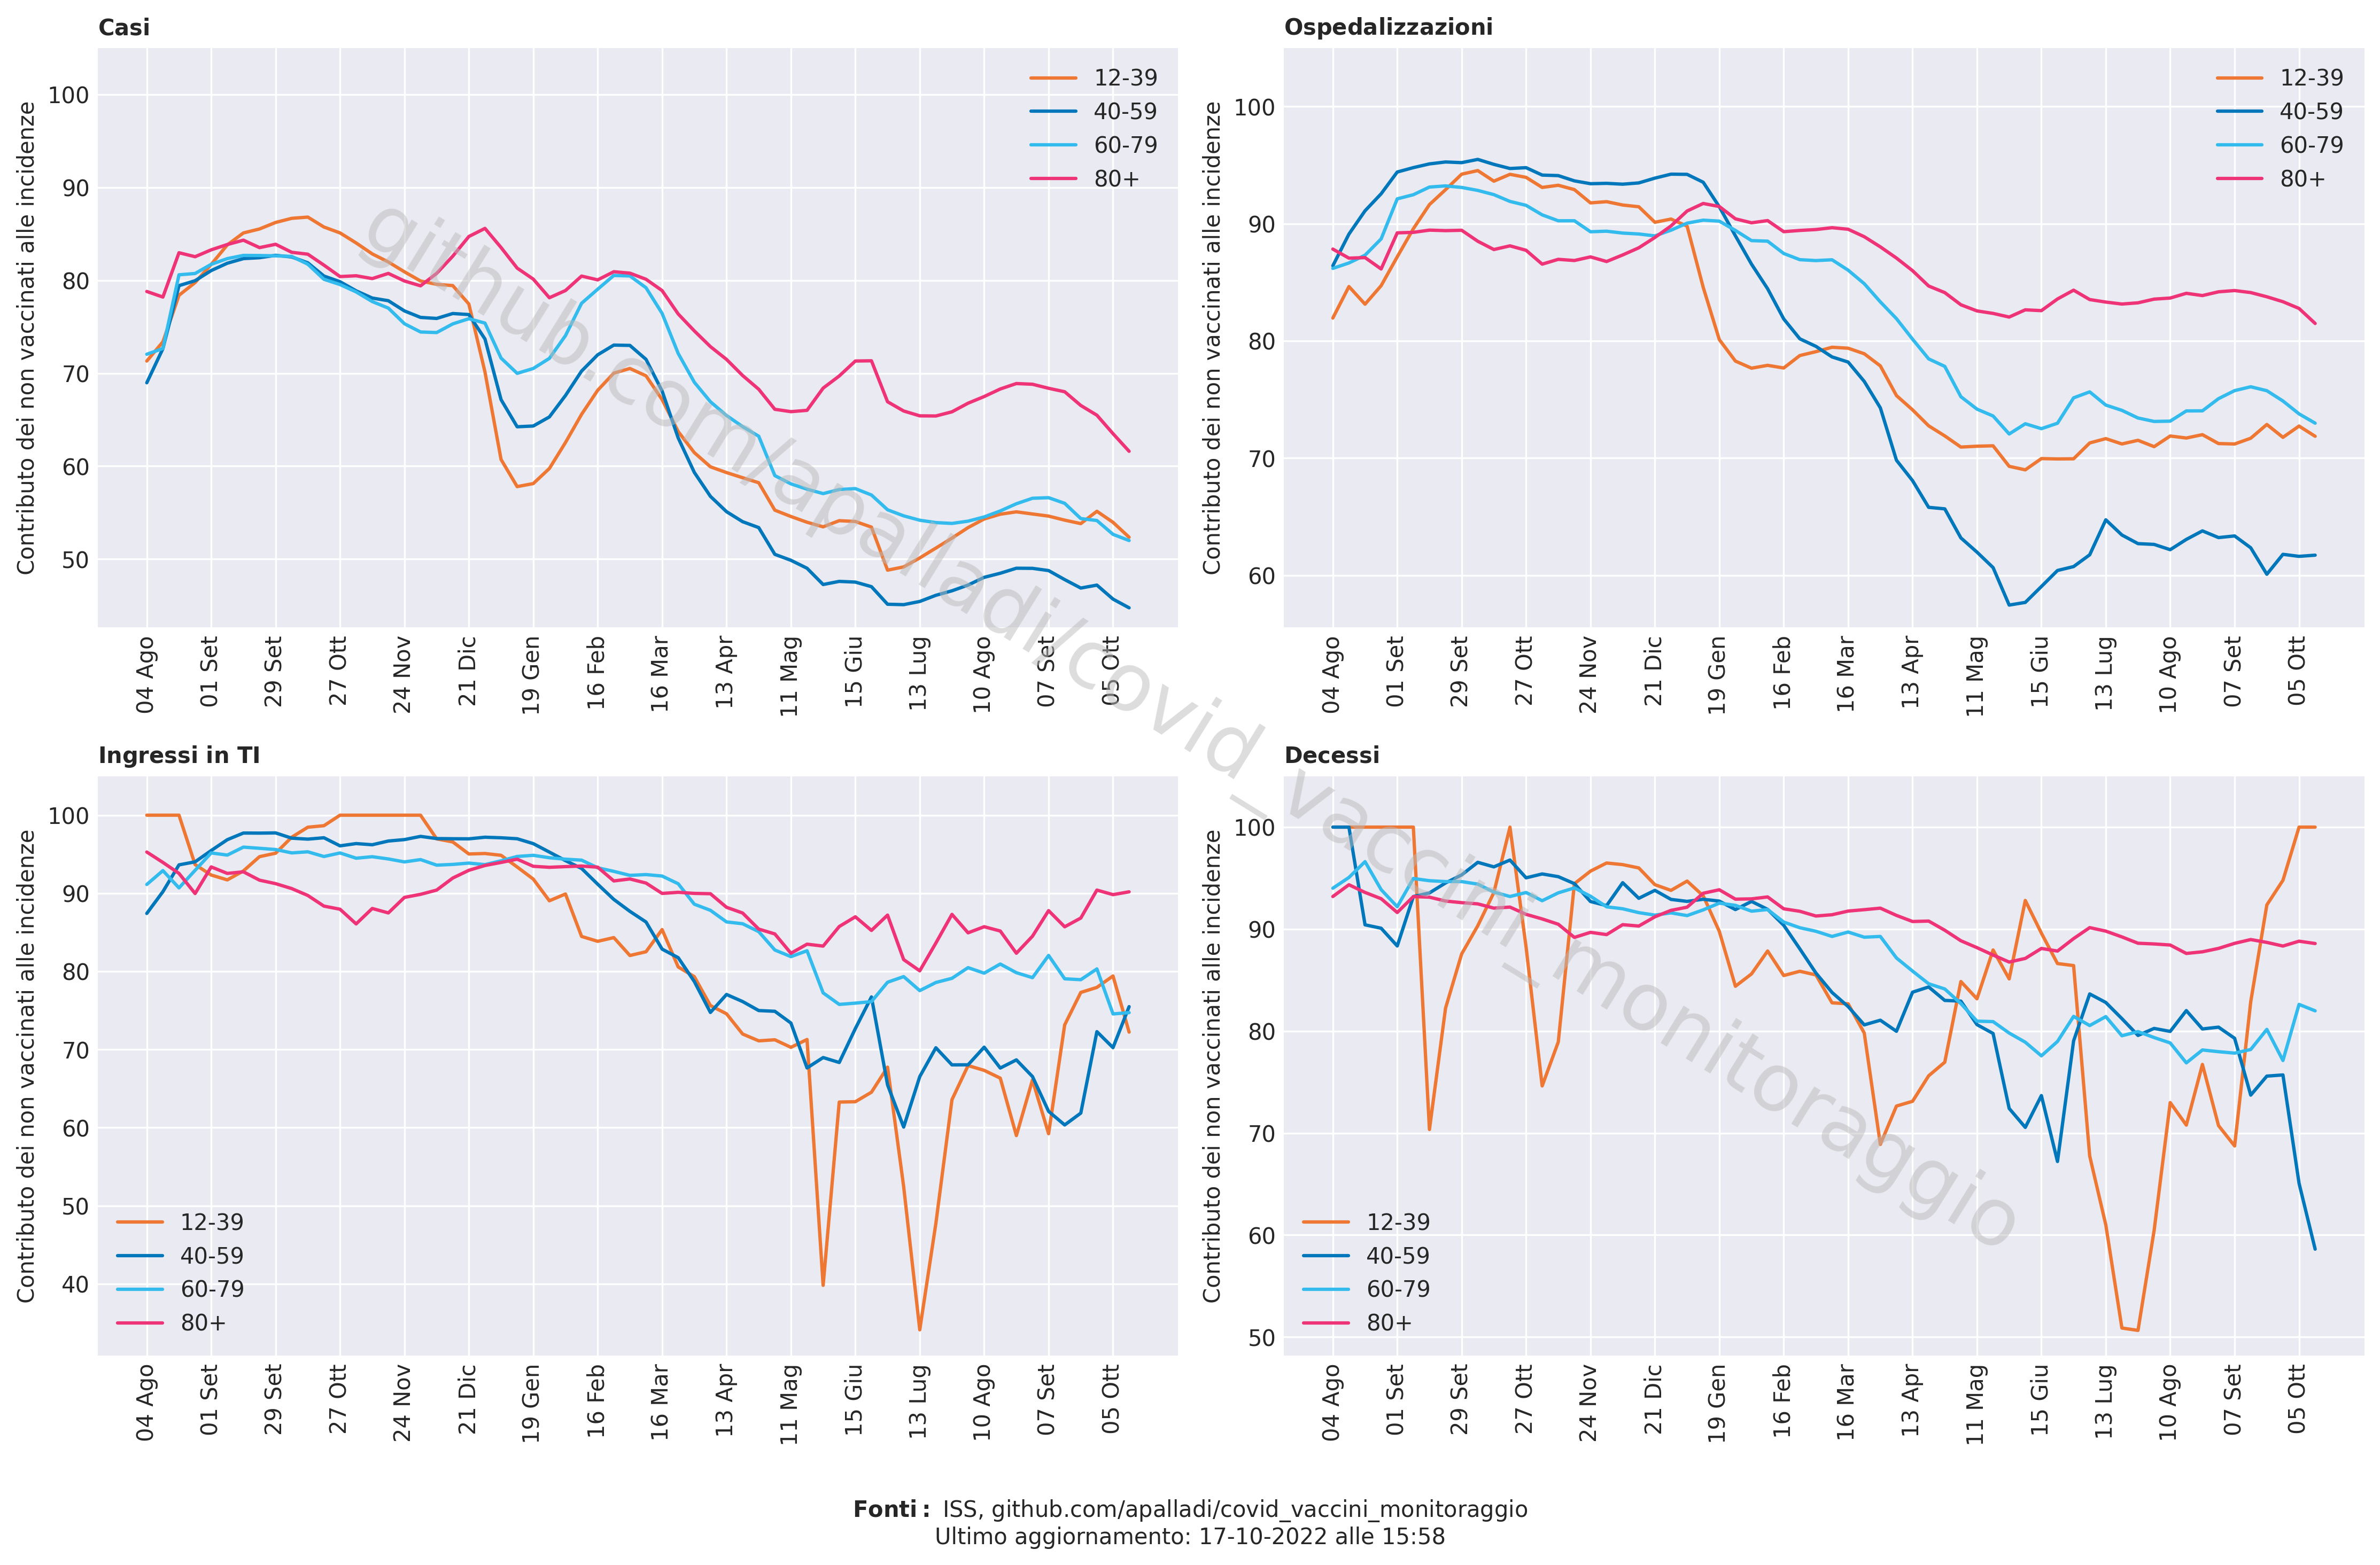 Casi
Contributo dei non vaccinati alle incidenze
100
90
80
70
60
50
12-39
40-59
60-79
80+
04 Ago
01 Set
29 Set
27 Ott
24 Nov
21 Dic
19 Gen
16 Feb
16 Mar
13 Apr
11 Mag
15 Giu
13 Lug
10 Ago
07 Set
05 Ott
Ospedalizzazioni
Contributo dei non vaccinati alle incidenze
100
90
80
70
60
12-39
40-59
60-79
80+
04 Ago
01 Set
29 Set
27 Ott
24 Nov
21 Dic
19 Gen
16 Feb
16 Mar
13 Apr
11 Mag
15 Giu
13 Lug
10 Ago
07 Set
05 Ott
github.com/apalladi/covid_vaccini_monitoraggio
Ingressi in TI
Contributo dei non vaccinati alle incidenze
100
90
80
70
60
50
40
12-39
40-59
60-79
80+
04 Ago
01 Set
29 Set
27 Ott
24 Nov
21 Dic
19 Gen
16 Feb
16 Mar
13 Apr
11 Mag
15 Giu
13 Lug
10 Ago
07 Set
05 Ott
Decessi
Contributo dei non vaccinati alle incidenze
100
90
80
70
60
50
12-39
40-59
60-79
80+
04 Ago
01 Set
29 Set
27 Ott
24 Nov
21 Dic
19 Gen
16 Feb
16 Mar
13 Apr
11 Mag
15 Giu
13 Lug
10 Ago
07 Set
05 Ott
Fonti: ISS, github.com/apalladi/covid_vaccini_monitoraggio
Ultimo aggiornamento: 17-10-2022 alle 15:58